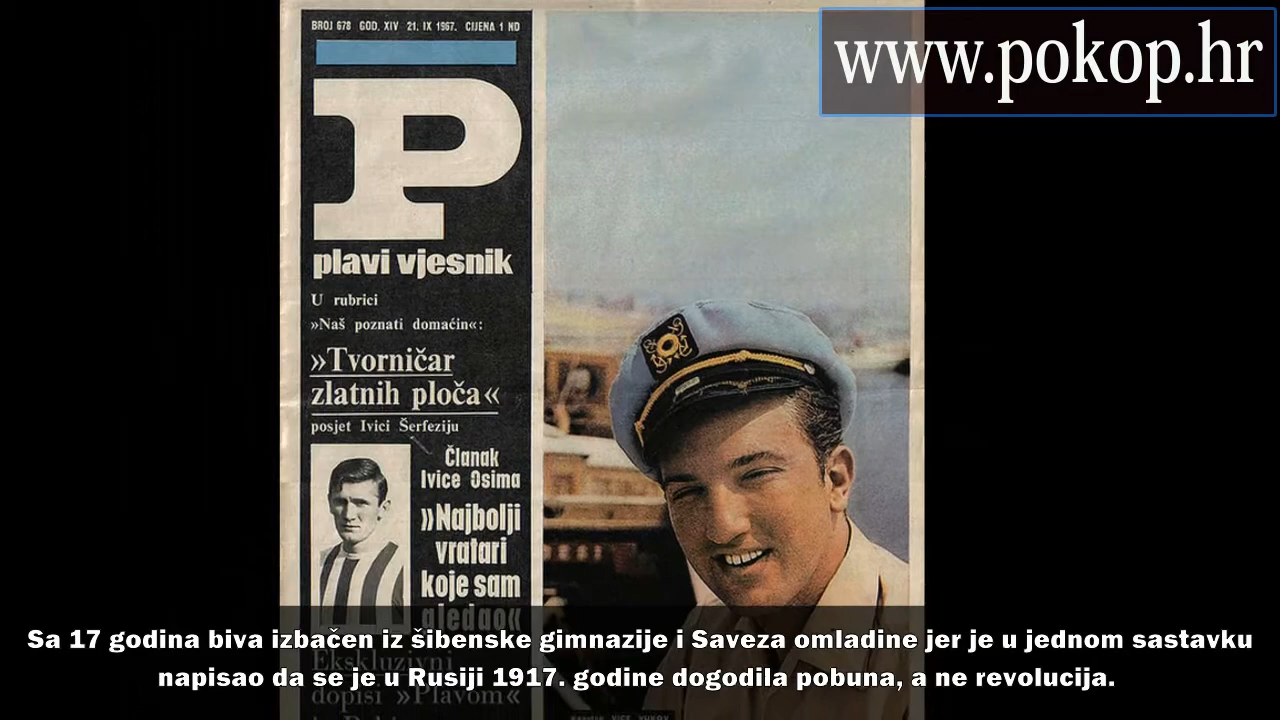 BROJ 678 GOD. XIV 21. IX 1967. CIJENA 1 ND
www.pokop.hr
P
plavi vjesnik
U rubrici
»Naš poznati domaćin«:
»Tvorničar
zlatnih ploča«
posjet Ivici Šerfeziju
Članak
Ivice Osima
»Najbolji
vratari
koje sam
gledao«
Ekskluzivni
dopisi »Plavom«
Sa 17 godina biva izbačen iz šibenske gimnazije i Saveza omladine jer je u jednom sastavku
napisao da se je u Rusiji 1917. godine dogodila pobuna, a ne revolucija.
VICE VUKOV